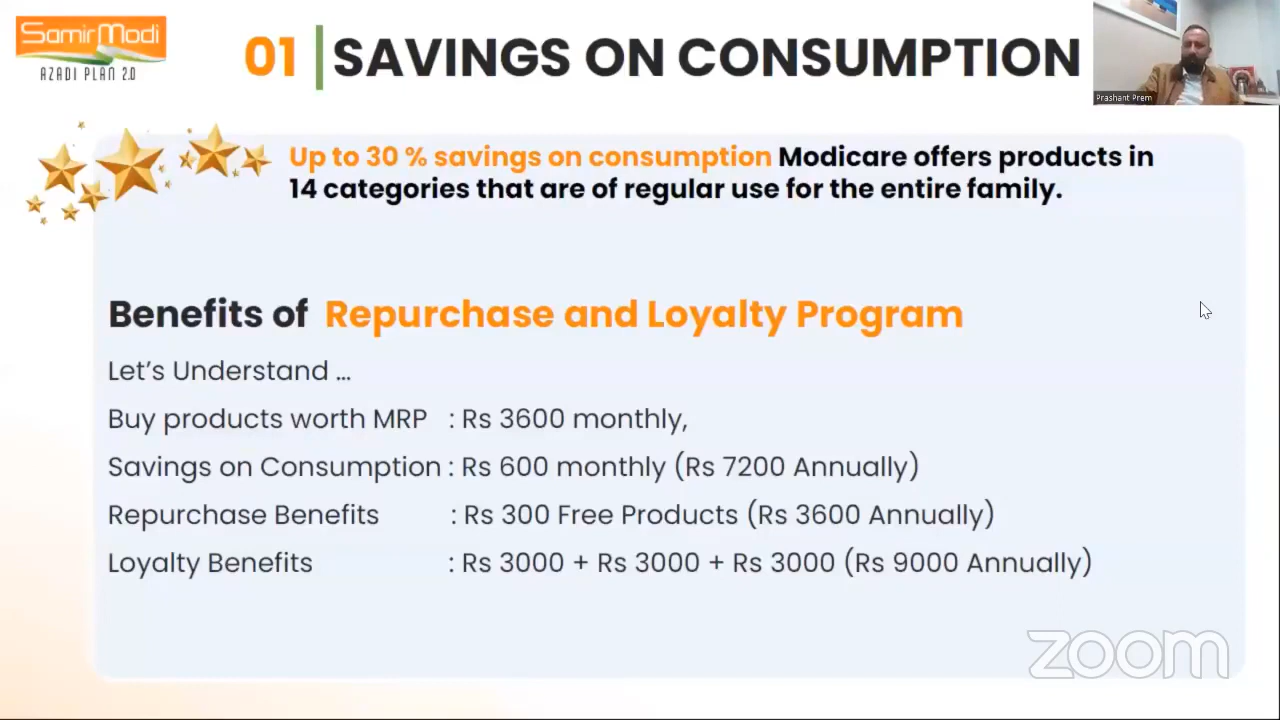 SamirModi
AZADI PLAN 2.0
01 SAVINGS ON CONSUMPTION
Prashant Prem
Up to 30 % savings on consumption Modicare offers products in
14 categories that are of regular use for the entire family.
Benefits of Repurchase and Loyalty Program
Let’s Understand ...
Buy products worth MRP : Rs 3600 monthly,
Savings on Consumption : Rs 600 monthly (Rs 7200 Annually)
Repurchase Benefits : Rs 300 Free Products (Rs 3600 Annually)
Loyalty Benefits : Rs 3000 + Rs 3000 + Rs 3000 (Rs 9000 Annually)
zoom